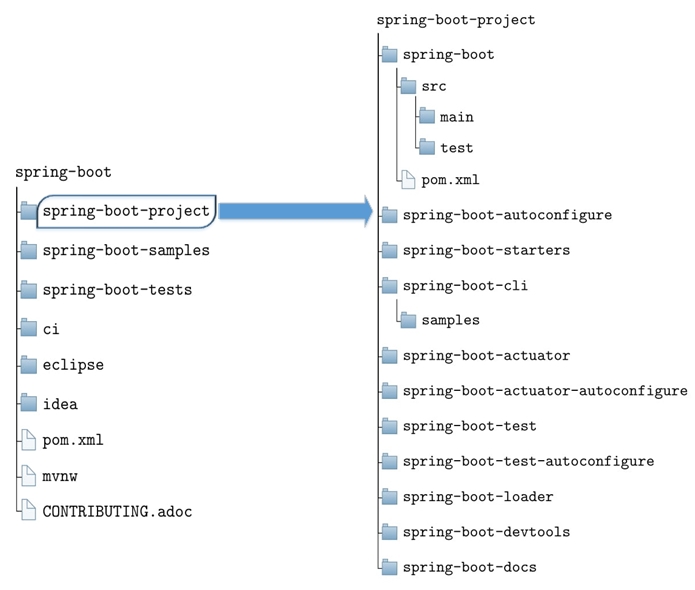 spring-boot
spring-boot-project
spring-boot-samples
spring-boot-tests
ci
eclipse
idea
pom.xml
mvnw
CONTRIBUTING.adoc
spring-boot-project
spring-boot
src
main
test
pom.xml
spring-boot-autoconfigure
spring-boot-starters
spring-boot-cli
samples
spring-boot-actuator
spring-boot-actuator-autoconfigure
spring-boot-test
spring-boot-test-autoconfigure
spring-boot-loader
spring-boot-devtools
spring-boot-docs